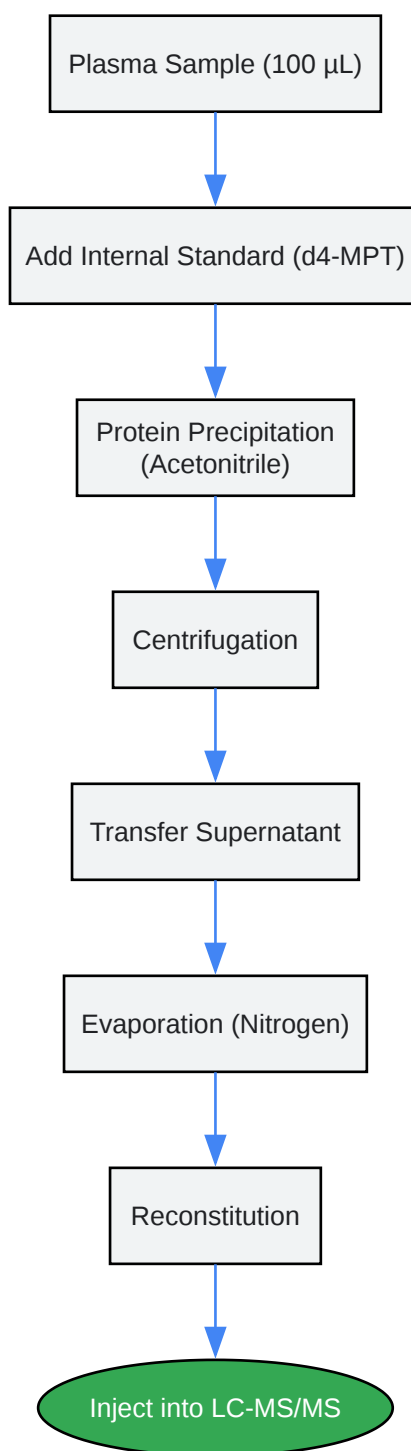 Plasma Sample (100 µL)
Add Internal Standard (d4-MPT)
Protein Precipitation
(Acetonitrile)
Centrifugation
Transfer Supernatant
Evaporation (Nitrogen)
Reconstitution
Inject into LC-MS/MS